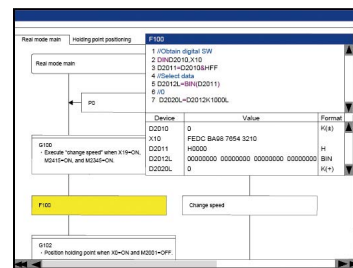 Real mode main
Holding point positioning
F100
1 //Obtain digital SW
2 DIND2010,X10
3 D2011=D2010&HFF
4 //Select data
5 D2012L=BIN(D2011)
6 //0
7 D2020L=D2012K1000L
Real mode main
P0
Device Value Format
D2010 0 K(±)
X10 FEDC BA98 7654 3210
D2011 H0000 H
D2012L 00000000 00000000 00000000 00000000 BIN
D2020L 0 K(+)
G100
・Execute "change speed" when X19=ON,
M2415=ON, and M2345=ON.
F100
Change speed
G102
・Position holding point when X0=ON and M2001=OFF.